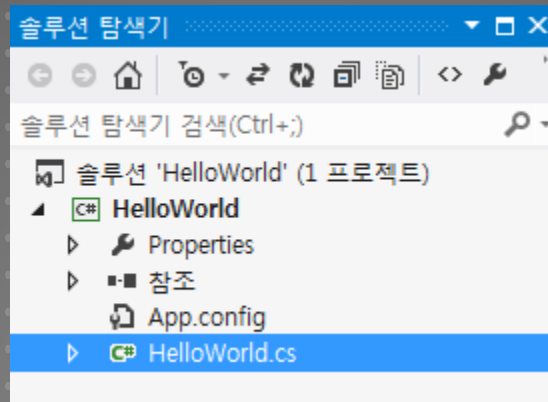 솔루션 탐색기
솔루션 탐색기 검색(Ctrl+;)
솔루션 'HelloWorld' (1 프로젝트)
C# HelloWorld
Properties
참조
App.config
C# HelloWorld.cs